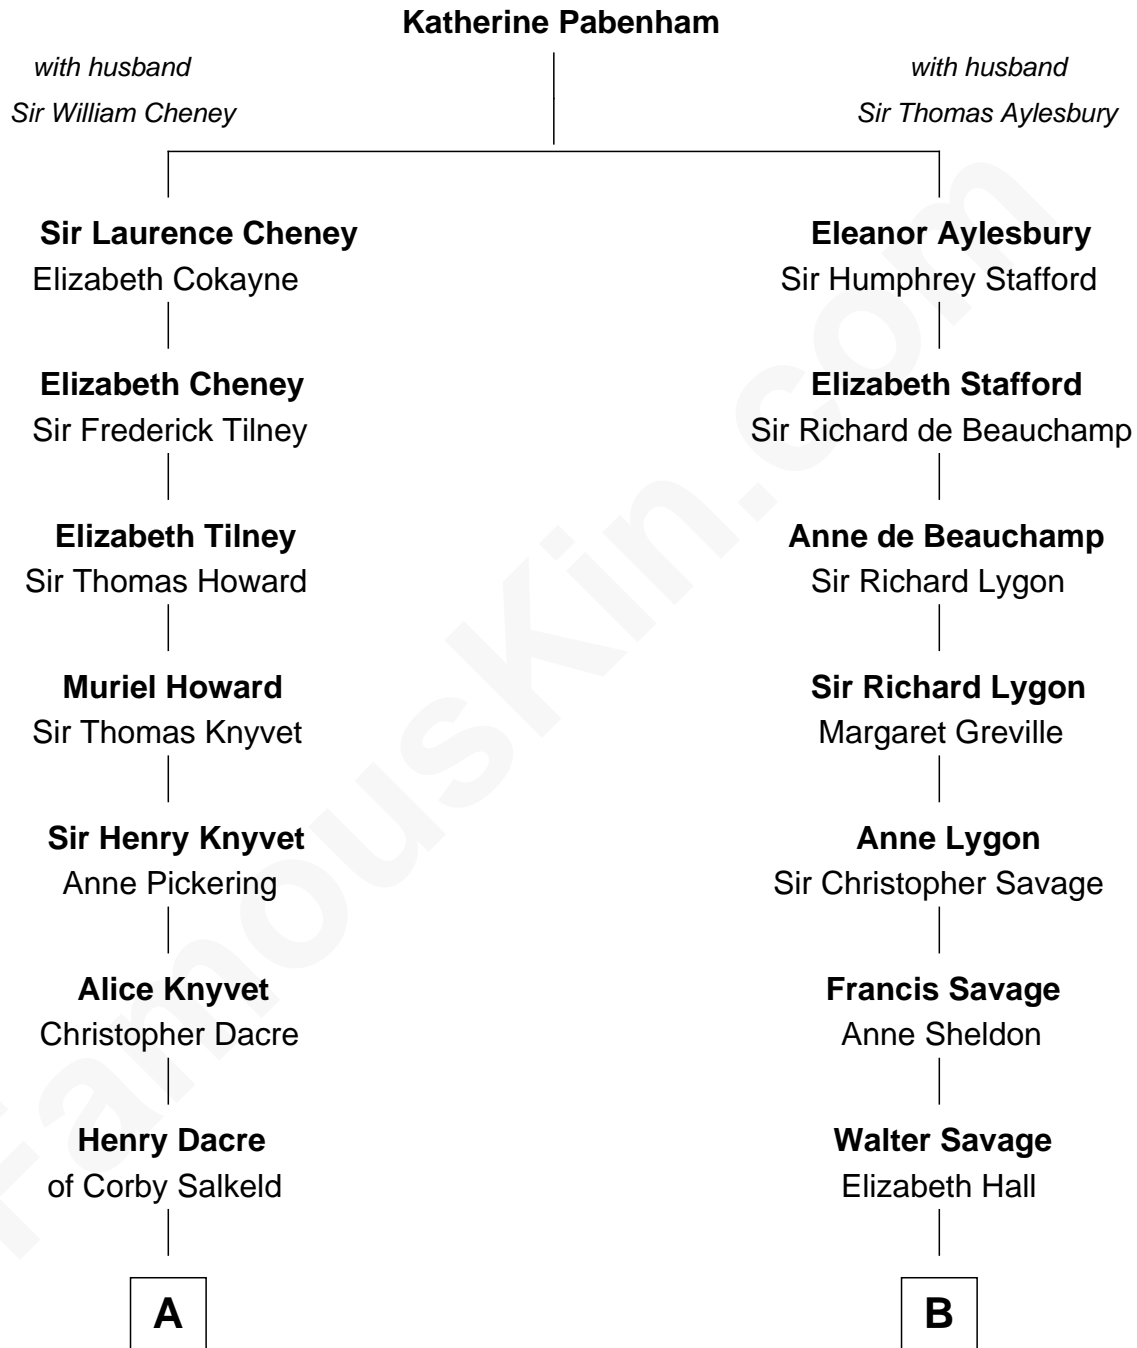 Katherine Pabenham
with husband
Sir William Cheney
with husband
Sir Thomas Aylesbury
Sir Laurence Cheney
Elizabeth Cokayne
Eleanor Aylesbury
Sir Humphrey Stafford
Elizabeth Cheney
Sir Frederick Tilney
Elizabeth Stafford
Sir Richard de Beauchamp
Elizabeth Tilney
Sir Thomas Howard
Anne de Beauchamp
Sir Richard Lygon
Muriel Howard
Sir Thomas Knyvet
Sir Richard Lygon
Margaret Greville
Sir Henry Knyvet
Anne Pickering
Anne Lygon
Sir Christopher Savage
Alice Knyvet
Christopher Dacre
Francis Savage
Anne Sheldon
Henry Dacre
of Corby Salkeld
Walter Savage
Elizabeth Hall
A
B
FamousKin.com